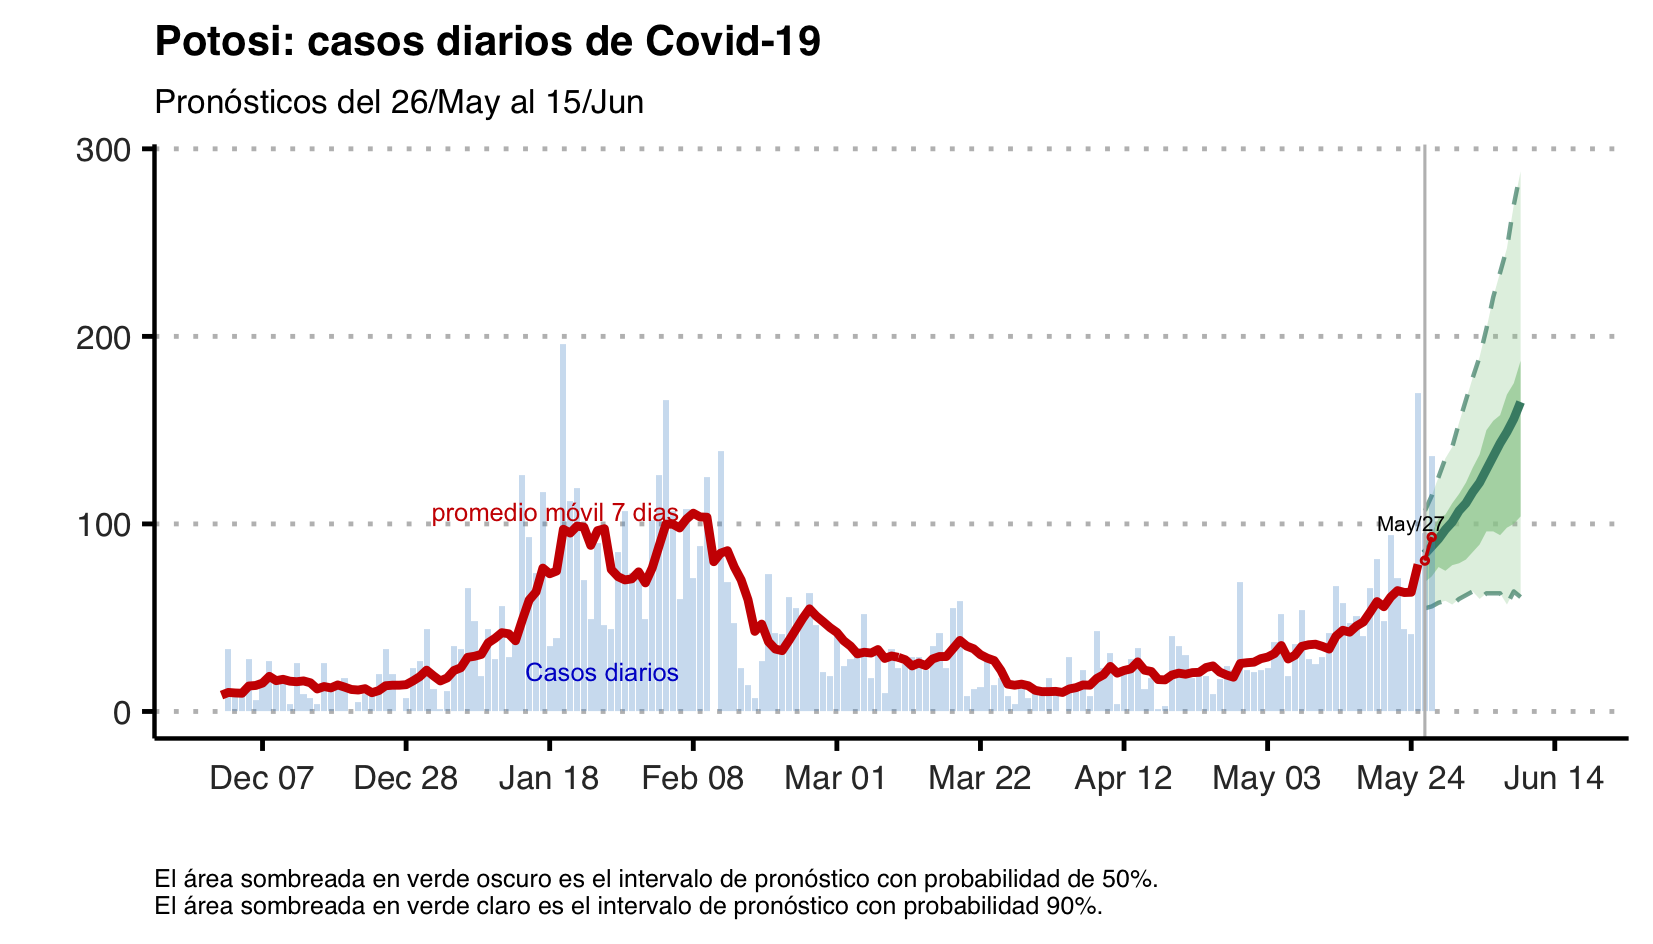 Potosi: casos diarios de Covid-19
Pronósticos del 26/May al 15/Jun
300
200
100
0
promedio móvil 7 dias
May/27
Casos diarios
Dec 07 Dec 28 Jan 18 Feb 08 Mar 01 Mar 22 Apr 12 May 03 May 24 Jun 14
El área sombreada en verde oscuro es el intervalo de pronóstico con probabilidad de 50%.
El área sombreada en verde claro es el intervalo de pronóstico con probabilidad 90%.